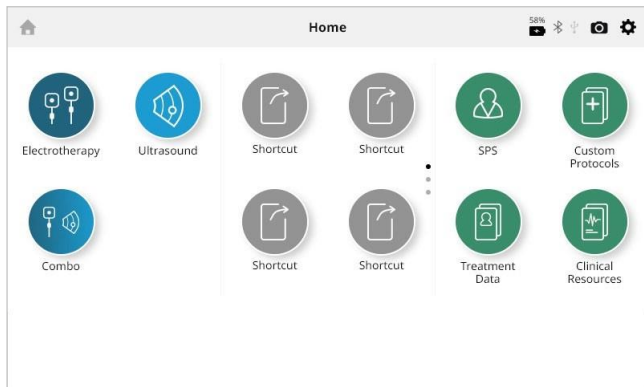 Home
58%
Electrotherapy
Ultrasound
Shortcut
Shortcut
SPS
Custom
Protocols
Combo
Shortcut
Shortcut
Treatment
Data
Clinical
Resources